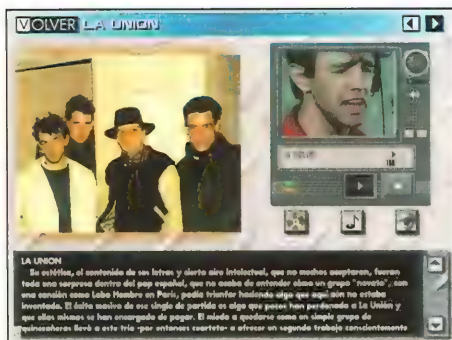 VOLVER LA UNION
LA UNION
Su estética, el contenido de sus letras y cierto aire intelectual, que no muchos aceptaron, fueron
toda una sorpresa dentro del pop español, que no acaba de entender cómo un grupo "novato", con
una canción como Lobo Hombre en París, podía triunfar haciendo algo que aquí aún no estaba
inventado. El éxito masivo de ese single de partida es algo que pocos han perdonado a La Unión y
que ellos mismos se han encargado de pagar. El miedo a quedarse como un simple grupo de
quinceañeras llevó a este trío -por entonces cuarteto- a ofrecer un segundo trabajo conscientemente